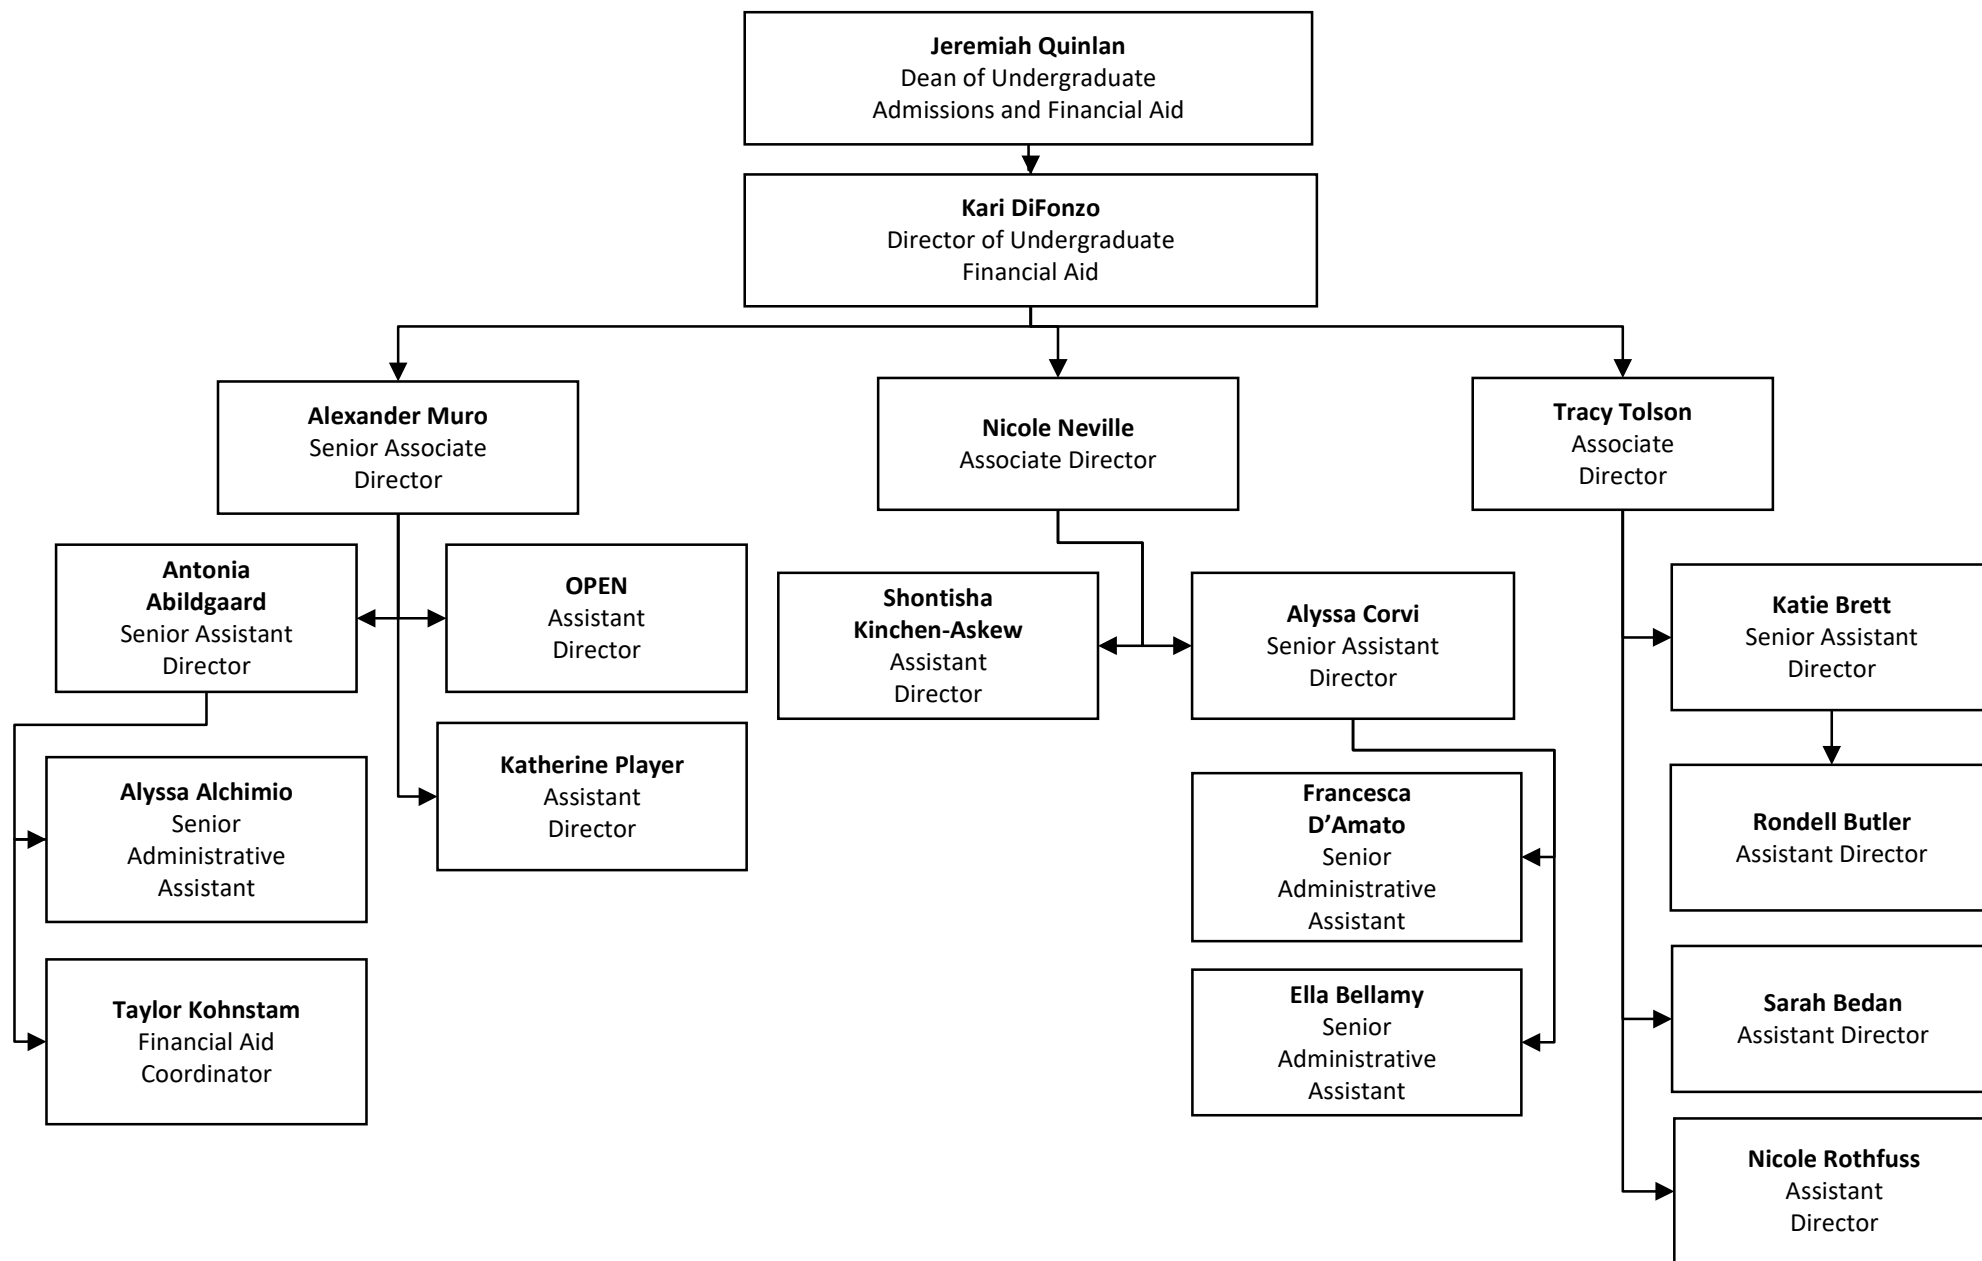 Jeremiah Quinlan
Dean of Undergraduate
Admissions and Financial Aid
Kari DiFonzo
Director of Undergraduate
Financial Aid
Alexander Muro
Senior Associate
Director
Nicole Neville
Associate Director
Tracy Tolson
Associate
Director
Antonia
Abildgaard
Senior Assistant
Director
OPEN
Assistant
Director
Shontisha
Kinchen-Askew
Assistant
Director
Alyssa Corvi
Senior Assistant
Director
Katie Brett
Senior Assistant
Director
Alyssa Alchimio
Senior
Administrative
Assistant
Katherine Player
Assistant
Director
Francesca
D’Amato
Senior
Administrative
Assistant
Rondell Butler
Assistant Director
Taylor Kohnstam
Financial Aid
Coordinator
Ella Bellamy
Senior
Administrative
Assistant
Sarah Bedan
Assistant Director
Nicole Rothfuss
Assistant
Director